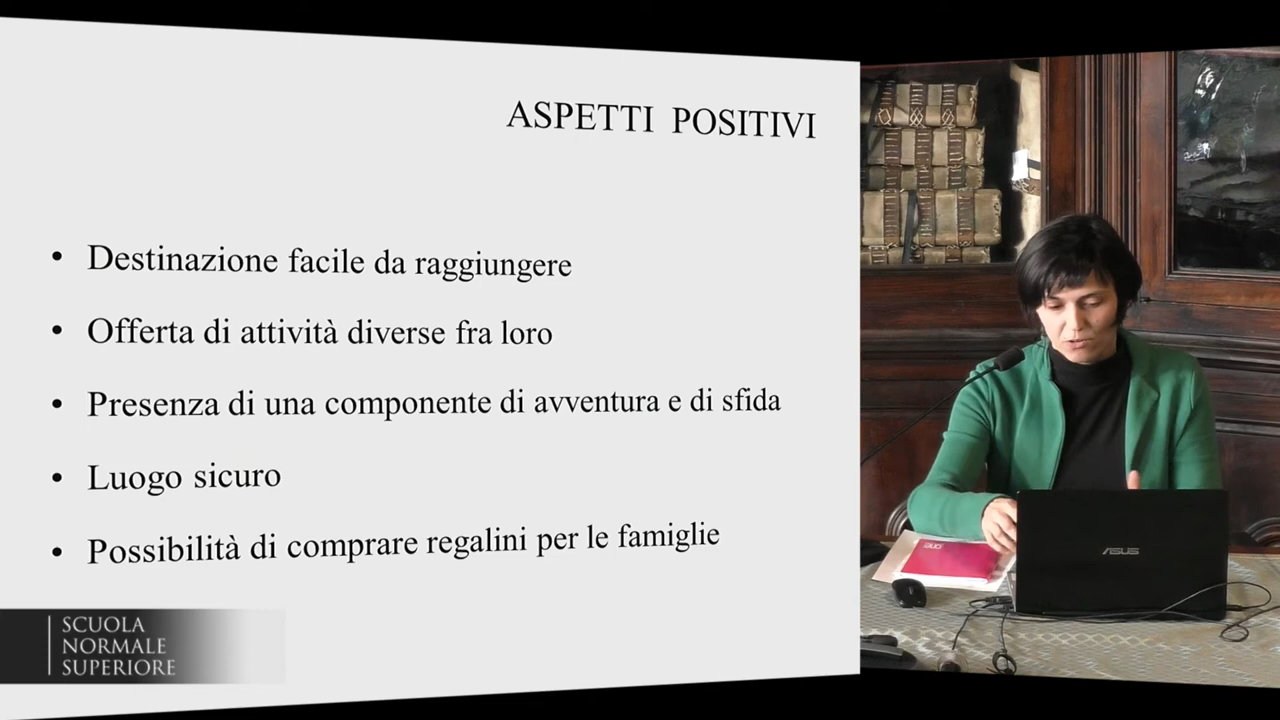 ASPETTI POSITIVI
• Destinazione facile da raggiungere
• Offerta di attività diverse fra loro
• Presenza di una componente di avventura e di sfida
• Luogo sicuro
• Possibilità di comprare regalini per le famiglie
SCUOLA
NORMALE
SUPERIORE
ASUS